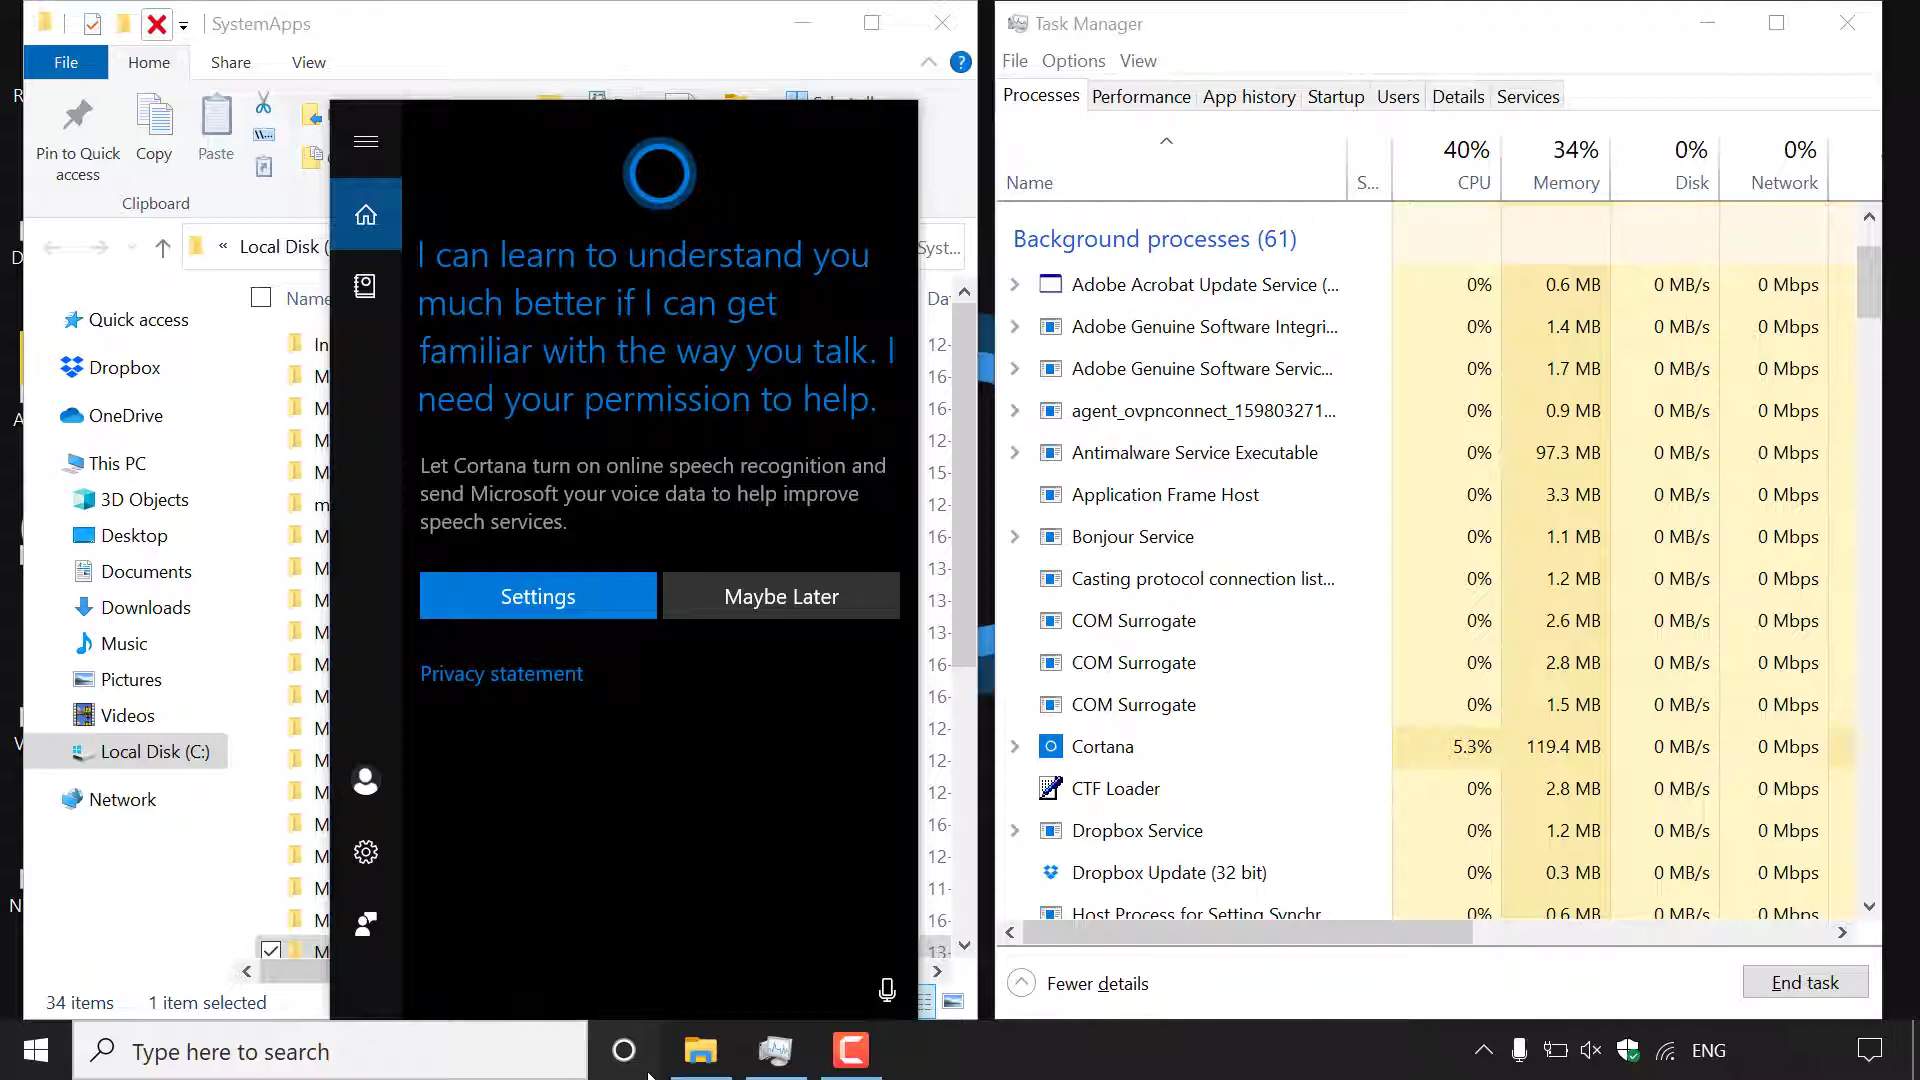 SystemApps
File
Home
Share
View
Pin to Quick
access
Copy
Paste
Clipboard
« Local Disk (
Syst...
Quick access
Dropbox
OneDrive
This PC
3D Objects
Desktop
Documents
Downloads
Music
Pictures
Videos
Local Disk (C:)
Network
34 items
1 item selected
I can learn to understand you
much better if I can get
familiar with the way you talk. I
need your permission to help.
Let Cortana turn on online speech recognition and
send Microsoft your voice data to help improve
speech services.
Settings
Maybe Later
Privacy statement
Task Manager
File Options View
Processes Performance App history Startup Users Details Services
40% 34% 0% 0%
Name S... CPU Memory Disk Network
Background processes (61)
Adobe Acrobat Update Service (... 0% 0.6 MB 0 MB/s 0 Mbps
Adobe Genuine Software Integri... 0% 1.4 MB 0 MB/s 0 Mbps
Adobe Genuine Software Servic... 0% 1.7 MB 0 MB/s 0 Mbps
agent_ovpnconnect_159803271... 0% 0.9 MB 0 MB/s 0 Mbps
Antimalware Service Executable 0% 97.3 MB 0 MB/s 0 Mbps
Application Frame Host 0% 3.3 MB 0 MB/s 0 Mbps
Bonjour Service 0% 1.1 MB 0 MB/s 0 Mbps
Casting protocol connection list... 0% 1.2 MB 0 MB/s 0 Mbps
COM Surrogate 0% 2.6 MB 0 MB/s 0 Mbps
COM Surrogate 0% 2.8 MB 0 MB/s 0 Mbps
COM Surrogate 0% 1.5 MB 0 MB/s 0 Mbps
Cortana 5.3% 119.4 MB 0 MB/s 0 Mbps
CTF Loader 0% 2.8 MB 0 MB/s 0 Mbps
Dropbox Service 0% 1.2 MB 0 MB/s 0 Mbps
Dropbox Update (32 bit) 0% 0.3 MB 0 MB/s 0 Mbps
Host Process for Setting Synchr 0% 0.6 MB 0 MB/s 0 Mbps
Fewer details
End task
Type here to search
ENG